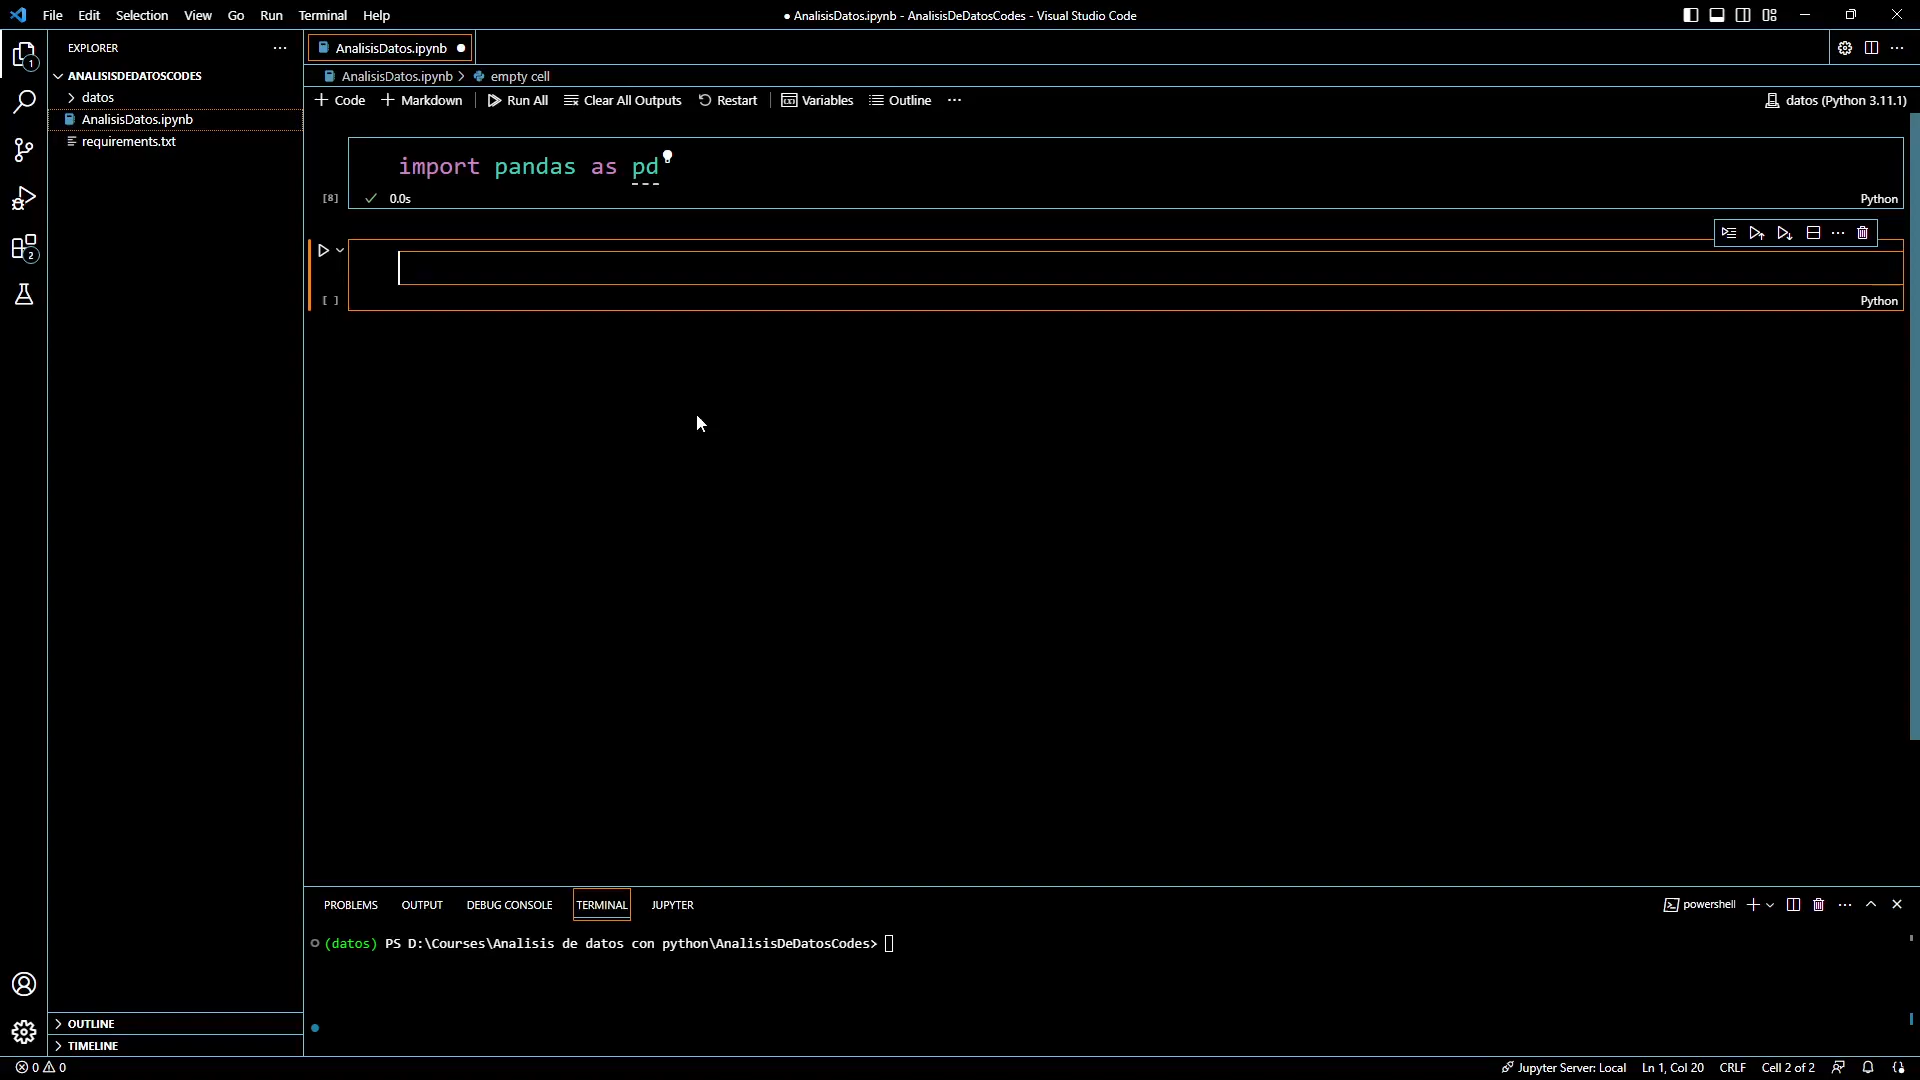 File Edit Selection View Go Run Terminal Help
● AnalisisDatos.ipynb - AnalisisDeDatosCodes - Visual Studio Code
EXPLORER
AnalisisDatos.ipynb
1
ANALISISDEDATOSCODES
AnalisisDatos.ipynb > empty cell
datos
Code Markdown Run All Clear All Outputs Restart Variables Outline
datos (Python 3.11.1)
AnalisisDatos.ipynb
requirements.txt
import pandas as pd
[8] 0.0s
Python
2
[ ]
Python
PROBLEMS OUTPUT DEBUG CONSOLE TERMINAL JUPYTER
powershell
(datos) PS D:\Courses\Analisis de datos con python\AnalisisDeDatosCodes>
OUTLINE
TIMELINE
0 0
Jupyter Server: Local Ln 1, Col 20 CRLF Cell 2 of 2